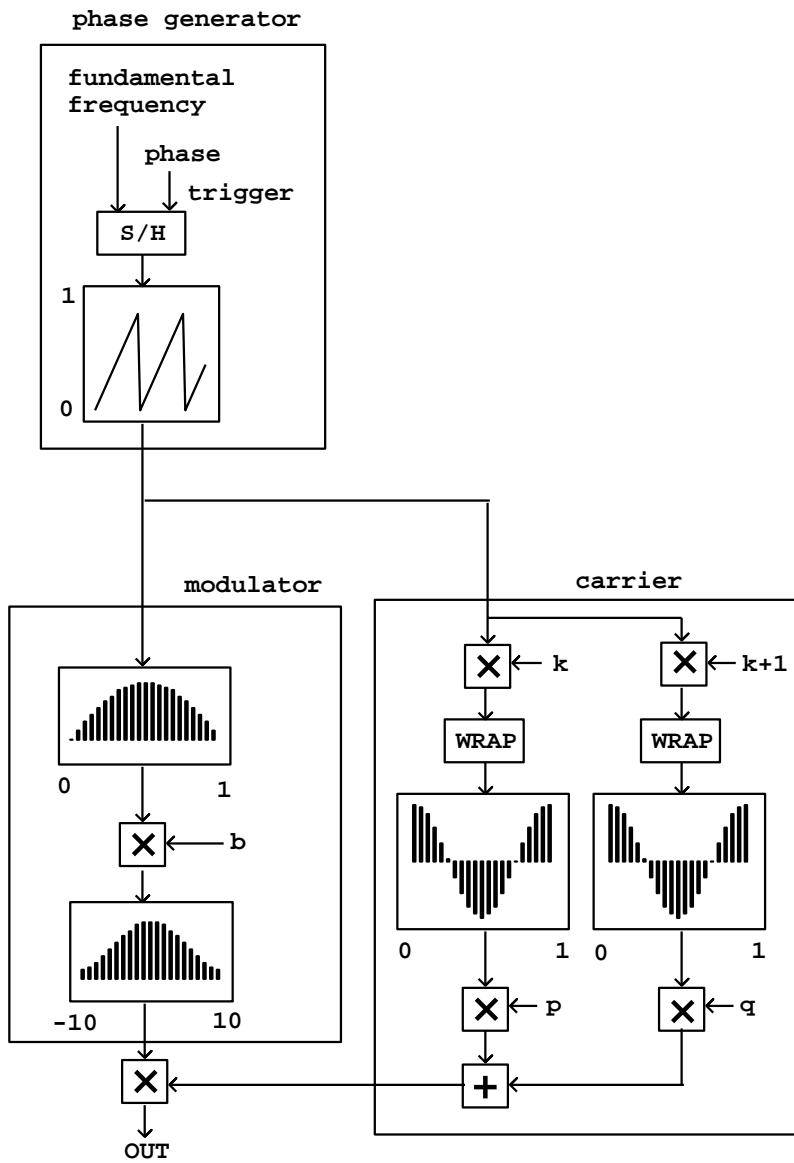 phase generator
fundamental
frequency
phase
trigger
S/H
1
0
modulator
carrier
k
k+1
WRAP
WRAP
0
1
b
0
1
0
1
-10
10
p
q
+
OUT